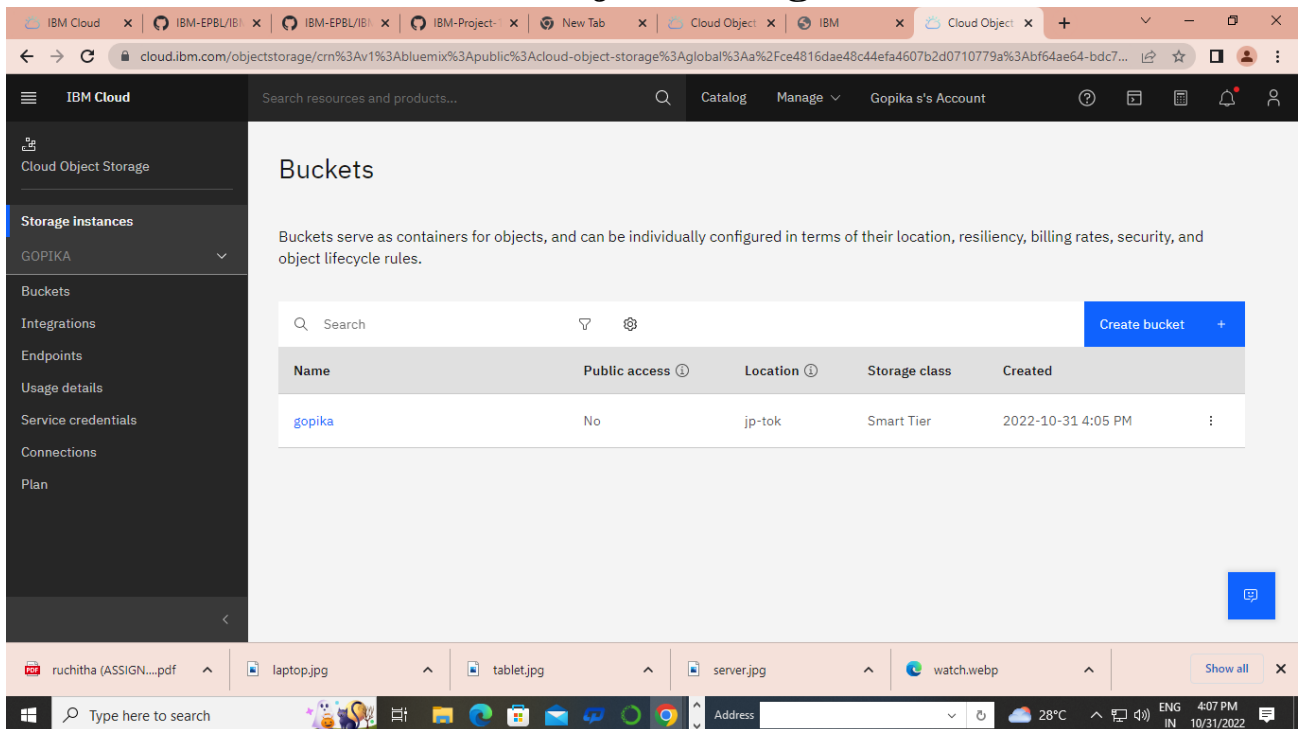 IBM Cloud
IBM-EPBL/IBM
IBM-EPBL/IBM
IBM-Project-1
New Tab
Cloud Object
IBM
Cloud Object
cloud.ibm.com/objectstorage/crn%3Av1%3Abluemix%3Apublic%3Acloud-object-storage%3Aglobal%3Aa%2Fce4816dae48c44efa4607b2d0710779a%3Abf64ae64-bdc7...
IBM Cloud
Search resources and products...
Catalog
Manage
Gopika s's Account
Cloud Object Storage
Storage instances
GOPIKA
Buckets
Integrations
Endpoints
Usage details
Service credentials
Connections
Plan
Buckets
Buckets serve as containers for objects, and can be individually configured in terms of their location, resiliency, billing rates, security, and
object lifecycle rules.
Search
Create bucket +
Name Public access Location Storage class Created
gopika No jp-tok Smart Tier 2022-10-31 4:05 PM
ruchitha (ASSIGN....pdf
laptop.jpg
tablet.jpg
server.jpg
watch.webp
Show all
Type here to search
Address
28°C
ENG
IN
4:07 PM
10/31/2022